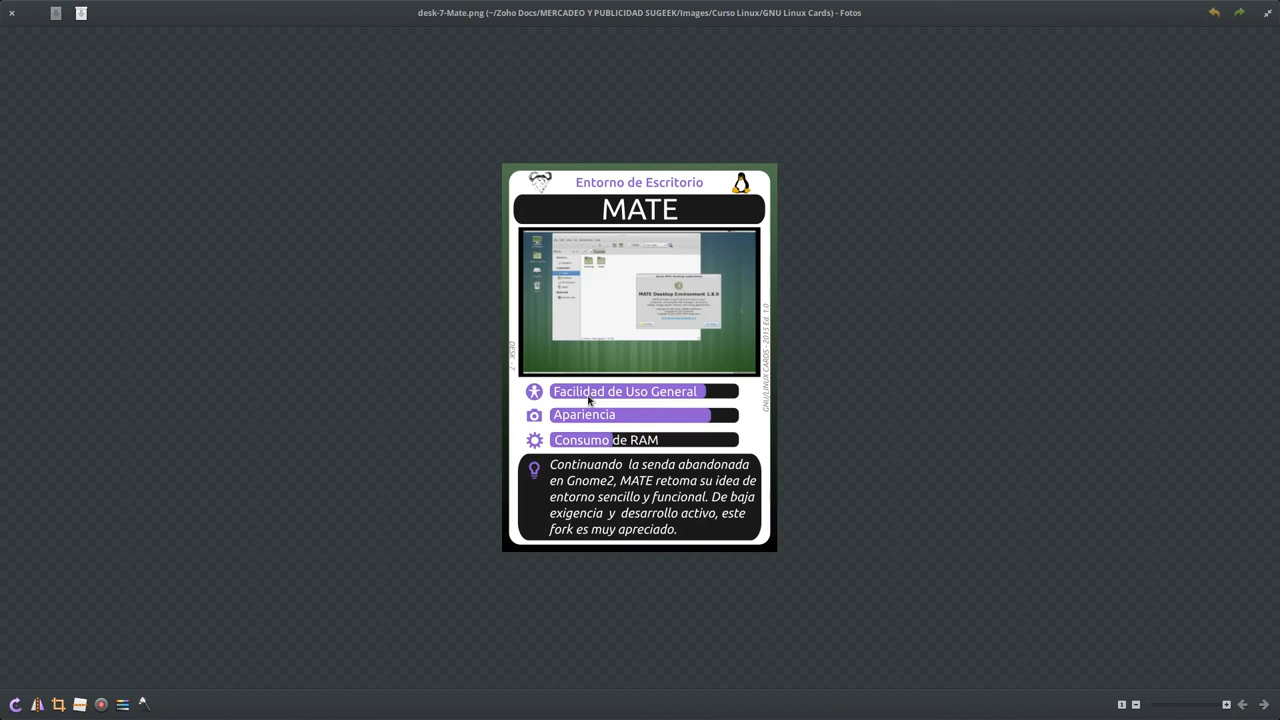 desk-7-Mate.png (~/Zoho Docs/MERCADEO Y PUBLICIDAD SUGEEK/Images/Curso Linux/GNU Linux Cards) - Fotos
Entorno de Escritorio
MATE
MATE Desktop Environment 1.8.0
DESK - 7
GNU/LINUX CARDS - 2015 Ed. 1.0
Facilidad de Uso General
Apariencia
Consumo de RAM
Continuando la senda abandonada
en Gnome2, MATE retoma su idea de
entorno sencillo y funcional. De baja
exigencia y desarrollo activo, este
fork es muy apreciado.